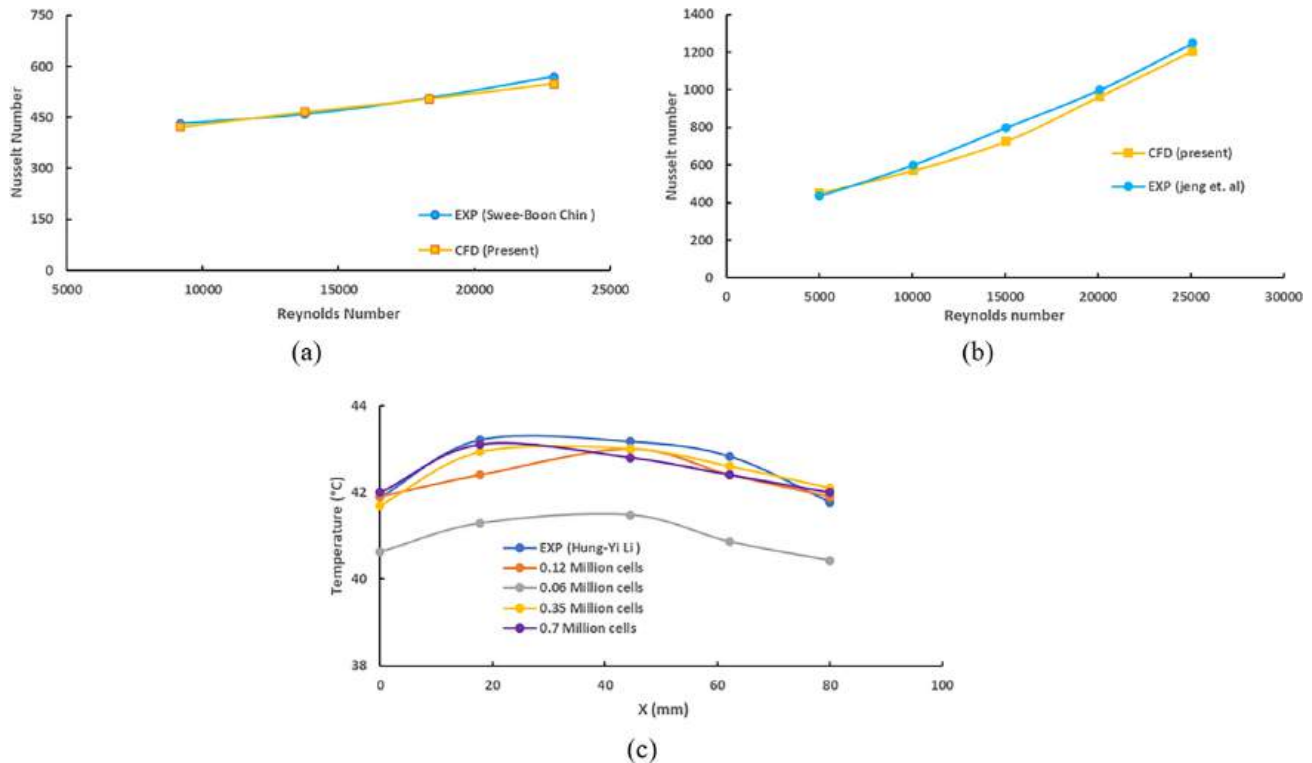 750
600
450
300
150
0
Nusselt Number
EXP (Swee-Boon Chin )
CFD (Present)
5000 10000 15000 20000 25000
Reynolds Number
(a)
1400
1200
1000
800
600
400
200
0
Nusselt number
CFD (present)
EXP (jeng et. al)
0 5000 10000 15000 20000 25000 30000
Reynolds number
(b)
44
42
40
38
Temperature (°C)
EXP (Hung-Yi Li )
0.12 Million cells
0.06 Million cells
0.35 Million cells
0.7 Million cells
0 20 40 60 80 100
X (mm)
(c)